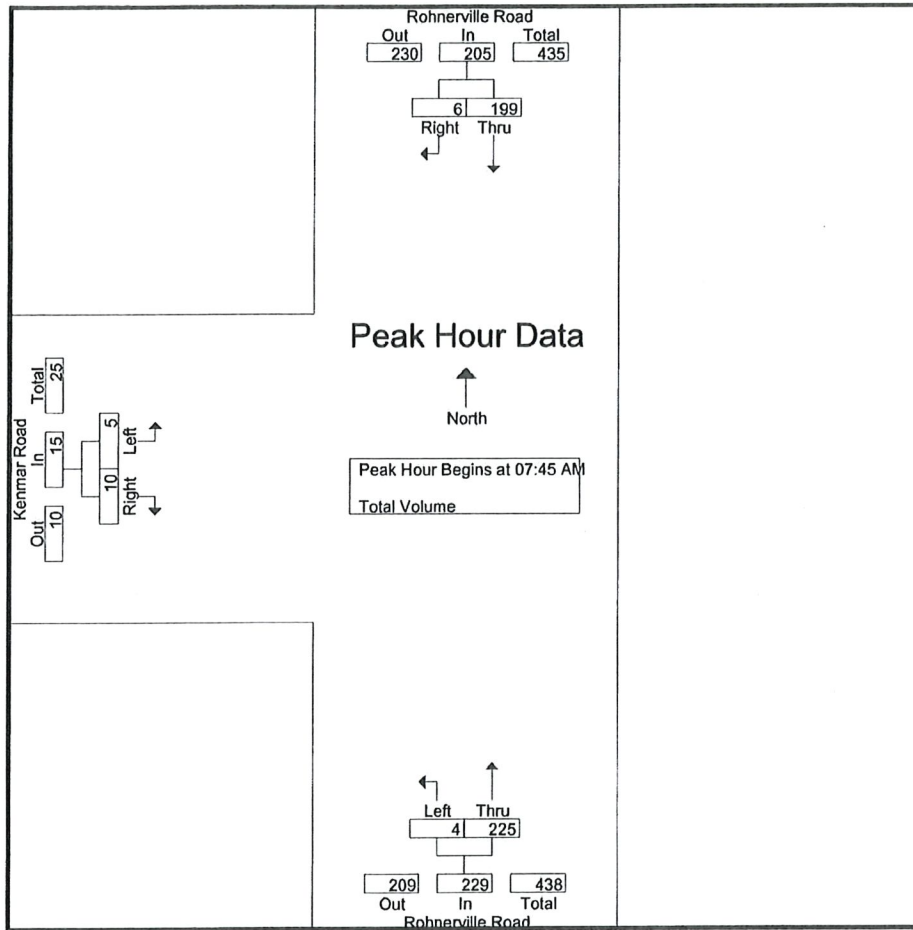 Rohnerville Road
Out In Total
230 205 435
6 199
Right Thru
Peak Hour Data
North
Peak Hour Begins at 07:45 AM
Total Volume
Kenmar Road
Out In Total
10 15 25
10 5
Right Left
Left Thru
4 225
209 229 438
Out In Total
Rohnerville Road